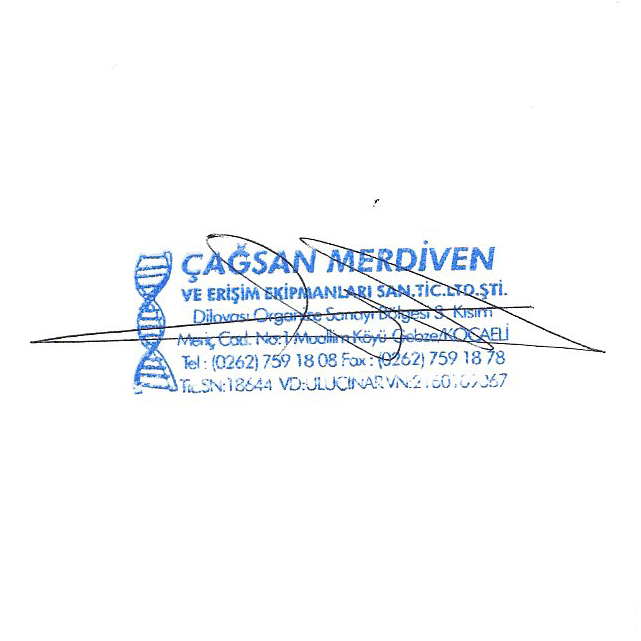 ÇAĞSAN MERDİVEN
VE ERİŞİM EKİPMANLARI SAN.TİC.LTD.ŞTİ.
Dilovası Organize Sanayi Bölgesi 3. Kısım
Meriç Cad. No:1 Muallim Köyü Gebze/KOCAELİ
Tel : (0262) 759 18 08 Fax : (0262) 759 18 78
Tic.SN:18644 VD:ULUÇINAR VN: